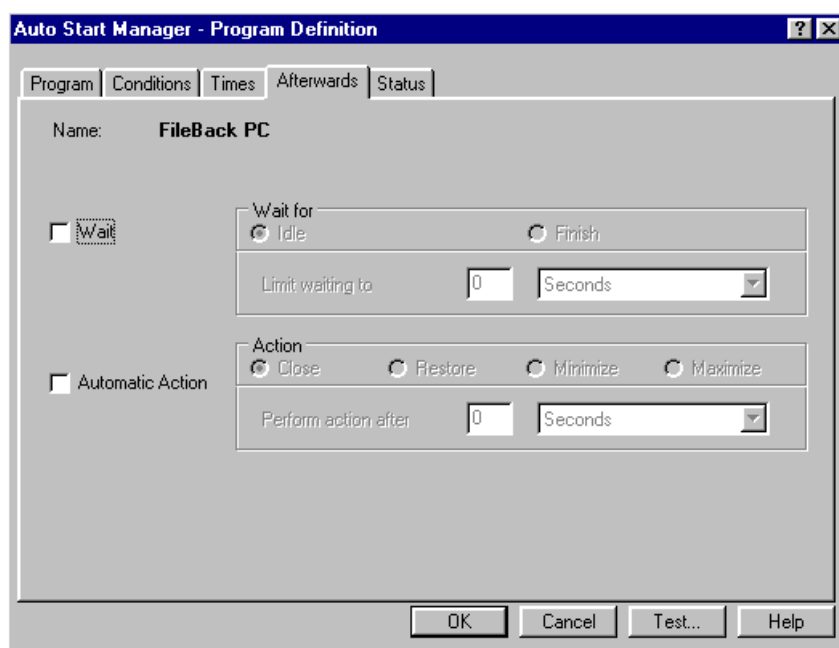 Auto Start Manager - Program Definition
Program Conditions Times Afterwards Status
Name: FileBack PC
Wait for
Wait Idle Finish
Limit waiting to 0 Seconds
Action
Automatic Action Close Restore Minimize Maximize
Perform action after 0 Seconds
OK Cancel Test... Help